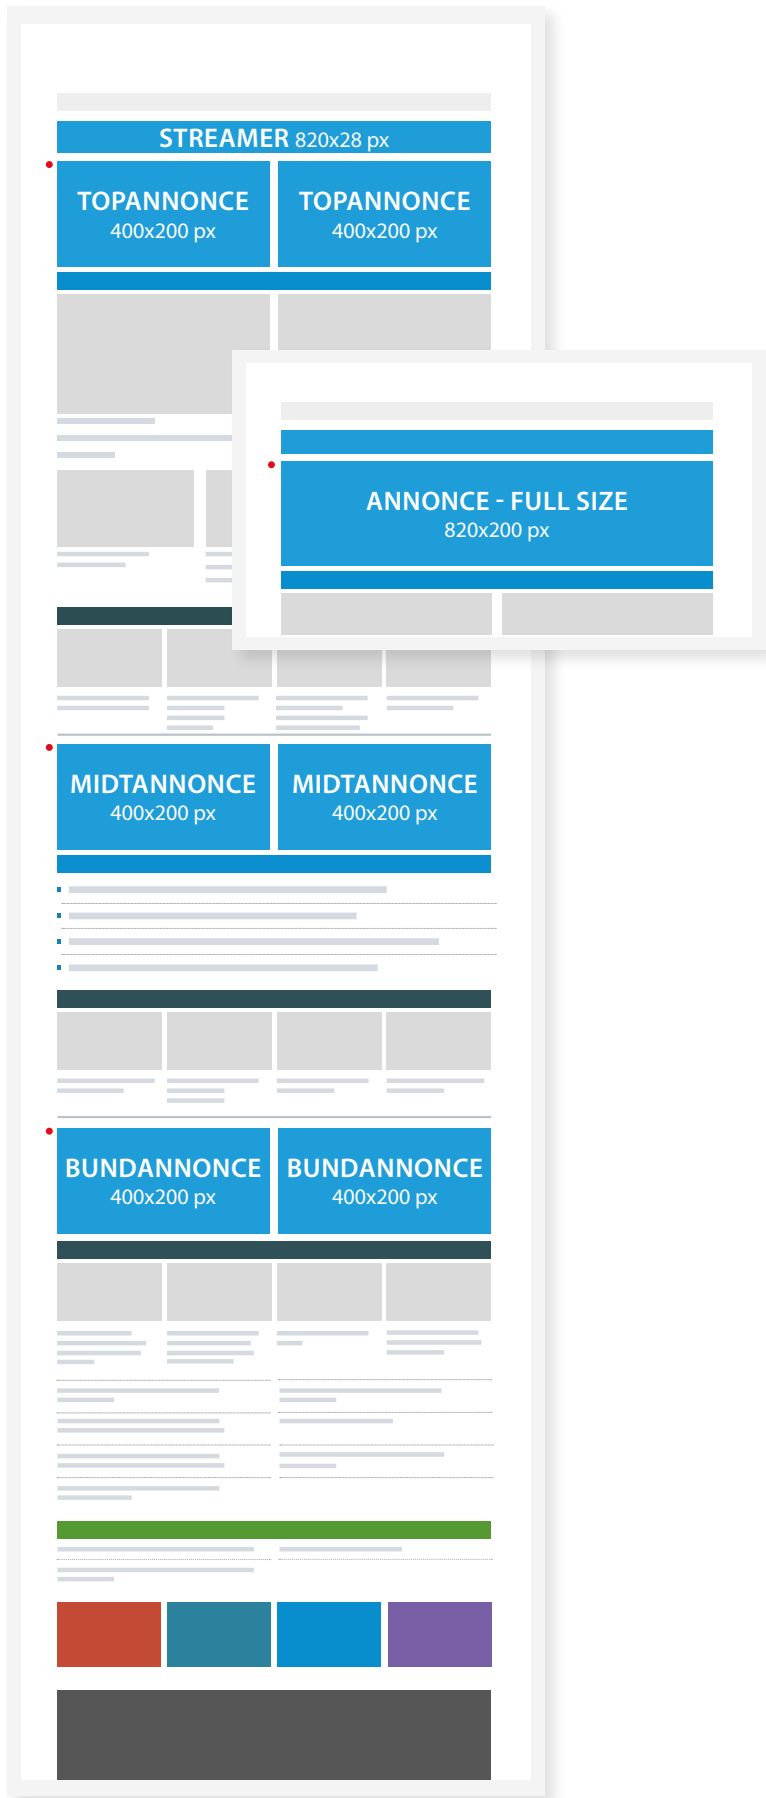 STREAMER 820x28 px
TOPANNONCE
400x200 px
TOPANNONCE
400x200 px
ANNONCE - FULL SIZE
820x200 px
MIDTANNONCE
400x200 px
MIDTANNONCE
400x200 px
BUNDANNONCE
400x200 px
BUNDANNONCE
400x200 px